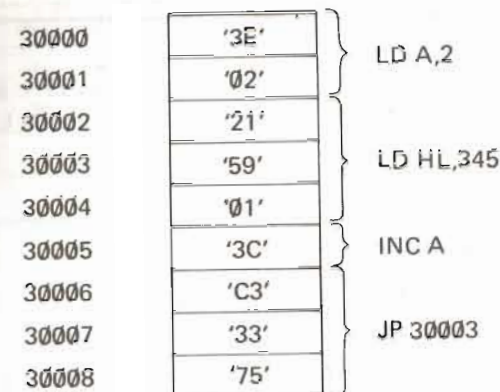 30000 '3E'
LD A,2
30001 '02'
30002 '21'
30003 '59' LD HL,345
30004 '01'
30005 '3C' INC A
30006 'C3'
30007 '33' JP 30003
30008 '75'